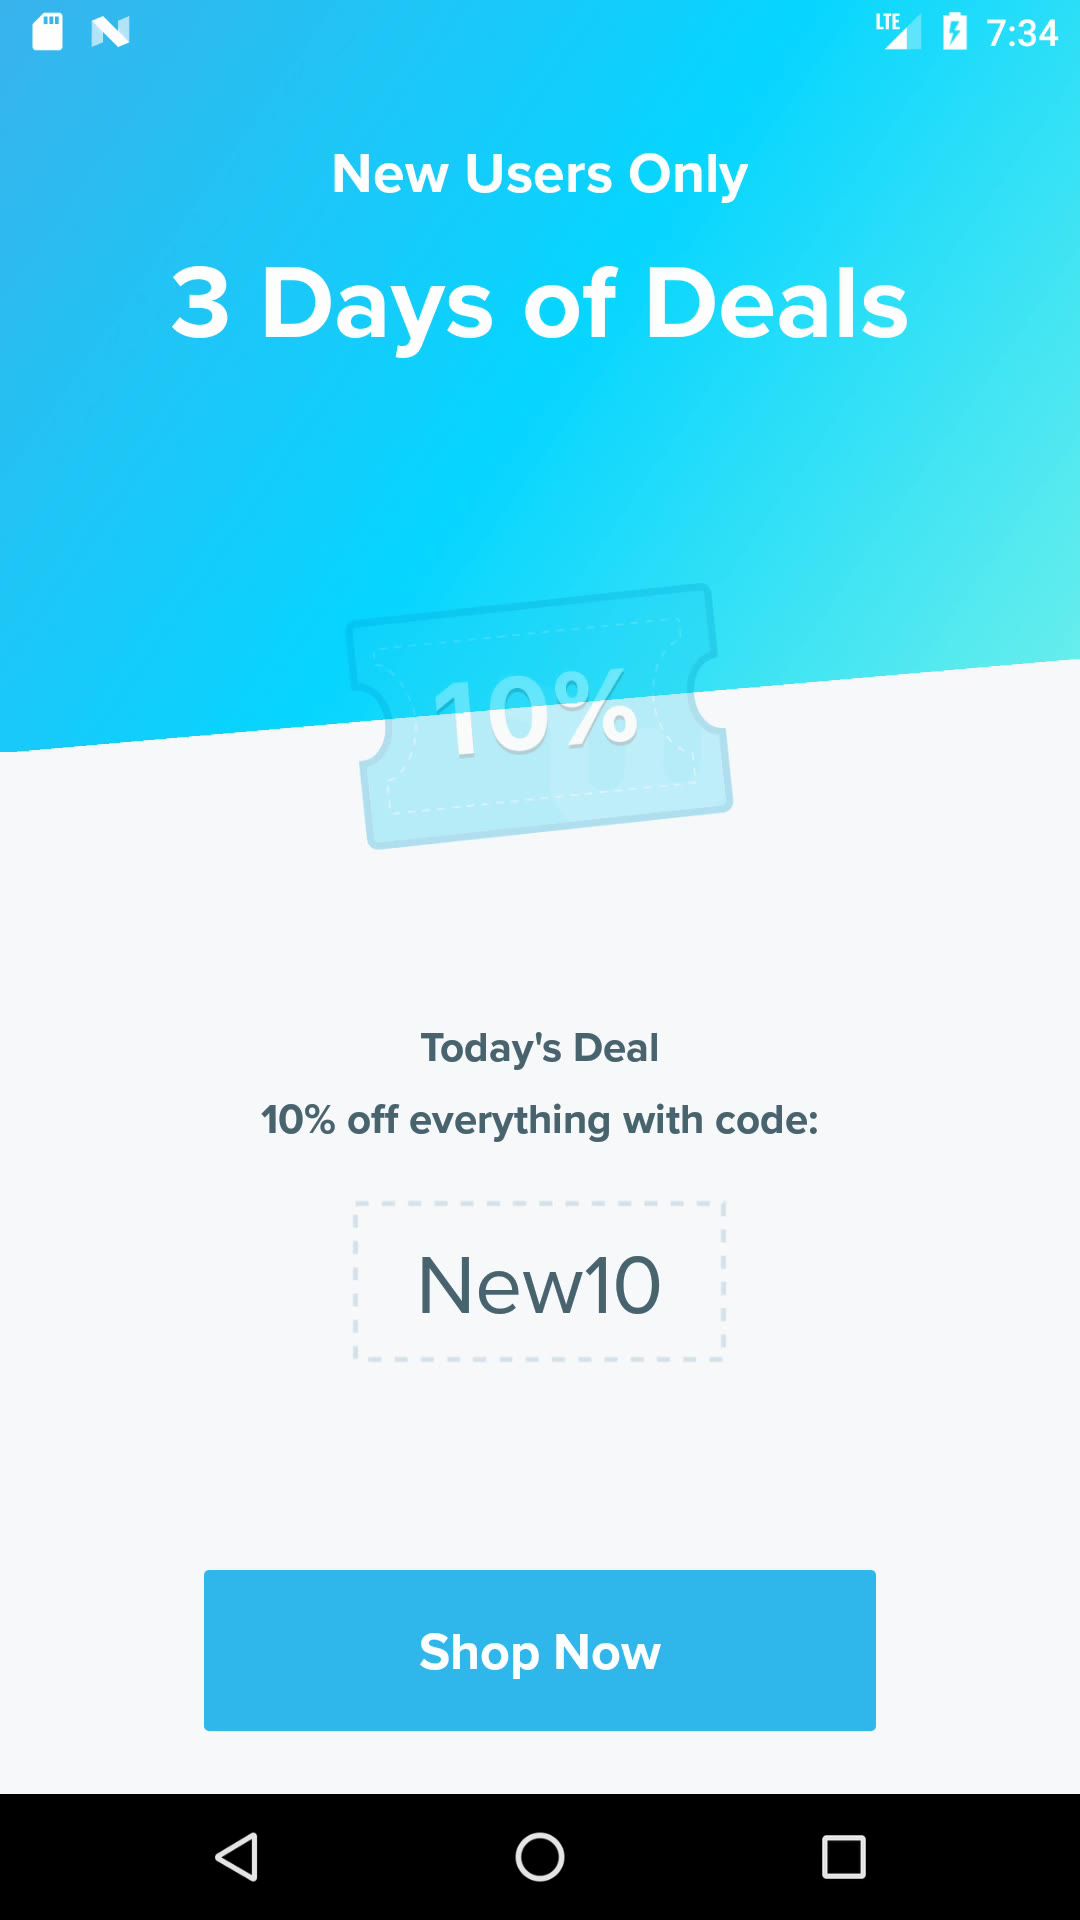 LTE 7:34
New Users Only
3 Days of Deals
10%
Today's Deal
10% off everything with code:
New10
Shop Now